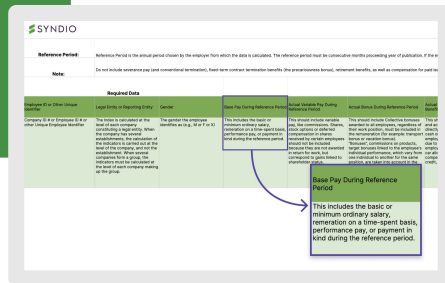 SYNDIO
Reference Period:
Reference Period is the annual period chosen by the employer from which the data is calculated. The reference period must be consecutive months proceeding year of publication. If the e
Note:
Do not include severance pay (and conventional termination), fixed-term contract termination benefits (the precariousness bonus), retirement benefits, as well as compensation for paid lea
Required Data
Employee ID or Other Unique
Identifier
Legal Entity or Reporting Entity
Gender
Base Pay During Reference Period
Actual Variable Pay During
Reference Period
Actual Bonus During Reference Period
Actual
Benefit
Company ID # or Employee ID # or
other Unique Employee Identifier
The Index is calculated at the
level of each company
constituting a legal entity. When
the company has several
establishments, the calculation of
the indicators is carried out at the
level of the company, and not the
establishment. When several
companies form a group, the
indicators must be calculated at
the level of each company making
up the group.
The gender the employee
identifies as (e.g., M or F or X)
This includes the basic or
minimum ordinary salary,
remeration on a time-spent basis,
performance pay, or payment in
kind during the reference period.
This should include variable
pay, like commissions. Shares,
stock options or deferred
compensation in shares
received by certain employees
should not be included
because they are not awarded
in return for work, but
correspond to gains linked to
shareholder status.
This should include Collective bonuses
awarded to all employees, regardless of
their work position, must be included in
the remuneration (for example: transport
bonus or vacation bonus).
"Bonuses", commissions on products,
target bonuses linked to the employee's
individual performance, which vary from
one individual to another for the same
position, are taken into account in the
Base Pay During Reference
Period
This includes the basic or
minimum ordinary salary,
remeration on a time-spent basis,
performance pay, or payment in
kind during the reference period.